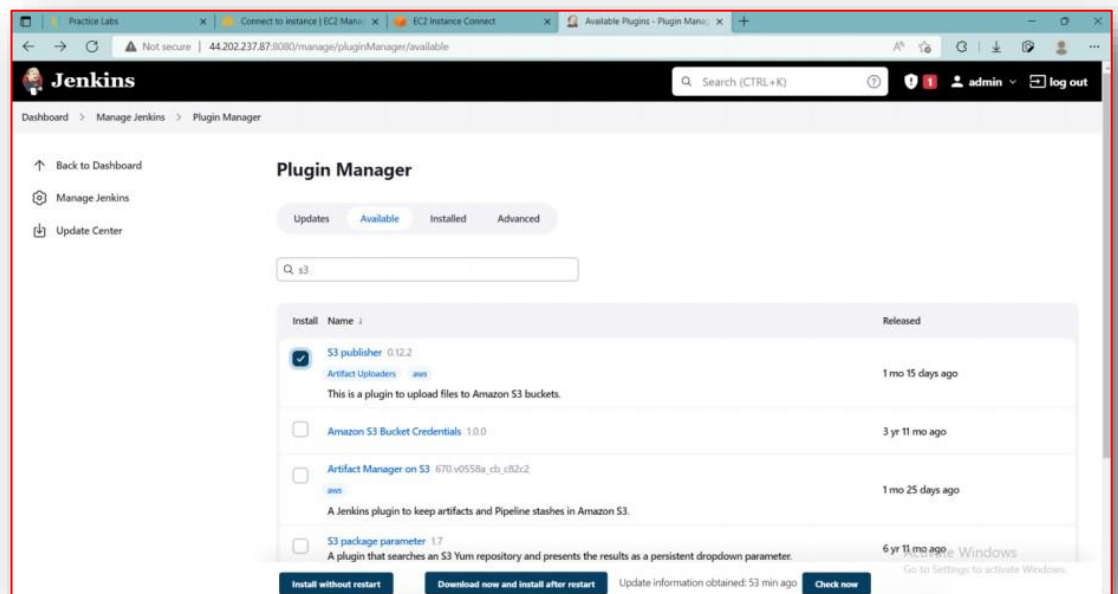 Practice Labs
Connect to instance | EC2 Manag
EC2 Instance Connect
Available Plugins - Plugin Manag
Not secure | 44.202.237.87:8080/manage/pluginManager/available
Jenkins
Search (CTRL+K)
1
admin
log out
Dashboard > Manage Jenkins > Plugin Manager
Back to Dashboard
Manage Jenkins
Update Center
Plugin Manager
Updates Available Installed Advanced
s3
Install Name ↓ Released
S3 publisher 0.12.2
Artifact Uploaders aws
This is a plugin to upload files to Amazon S3 buckets.
1 mo 15 days ago
Amazon S3 Bucket Credentials 1.0.0
3 yr 11 mo ago
Artifact Manager on S3 670.v0558a_cb_c82c2
aws
A Jenkins plugin to keep artifacts and Pipeline stashes in Amazon S3.
1 mo 25 days ago
S3 package parameter 1.7
A plugin that searches an S3 Yum repository and presents the results as a persistent dropdown parameter.
6 yr 11 mo ago
Activate Windows
Go to Settings to activate Windows.
Install without restart
Download now and install after restart
Update information obtained: 53 min ago
Check now